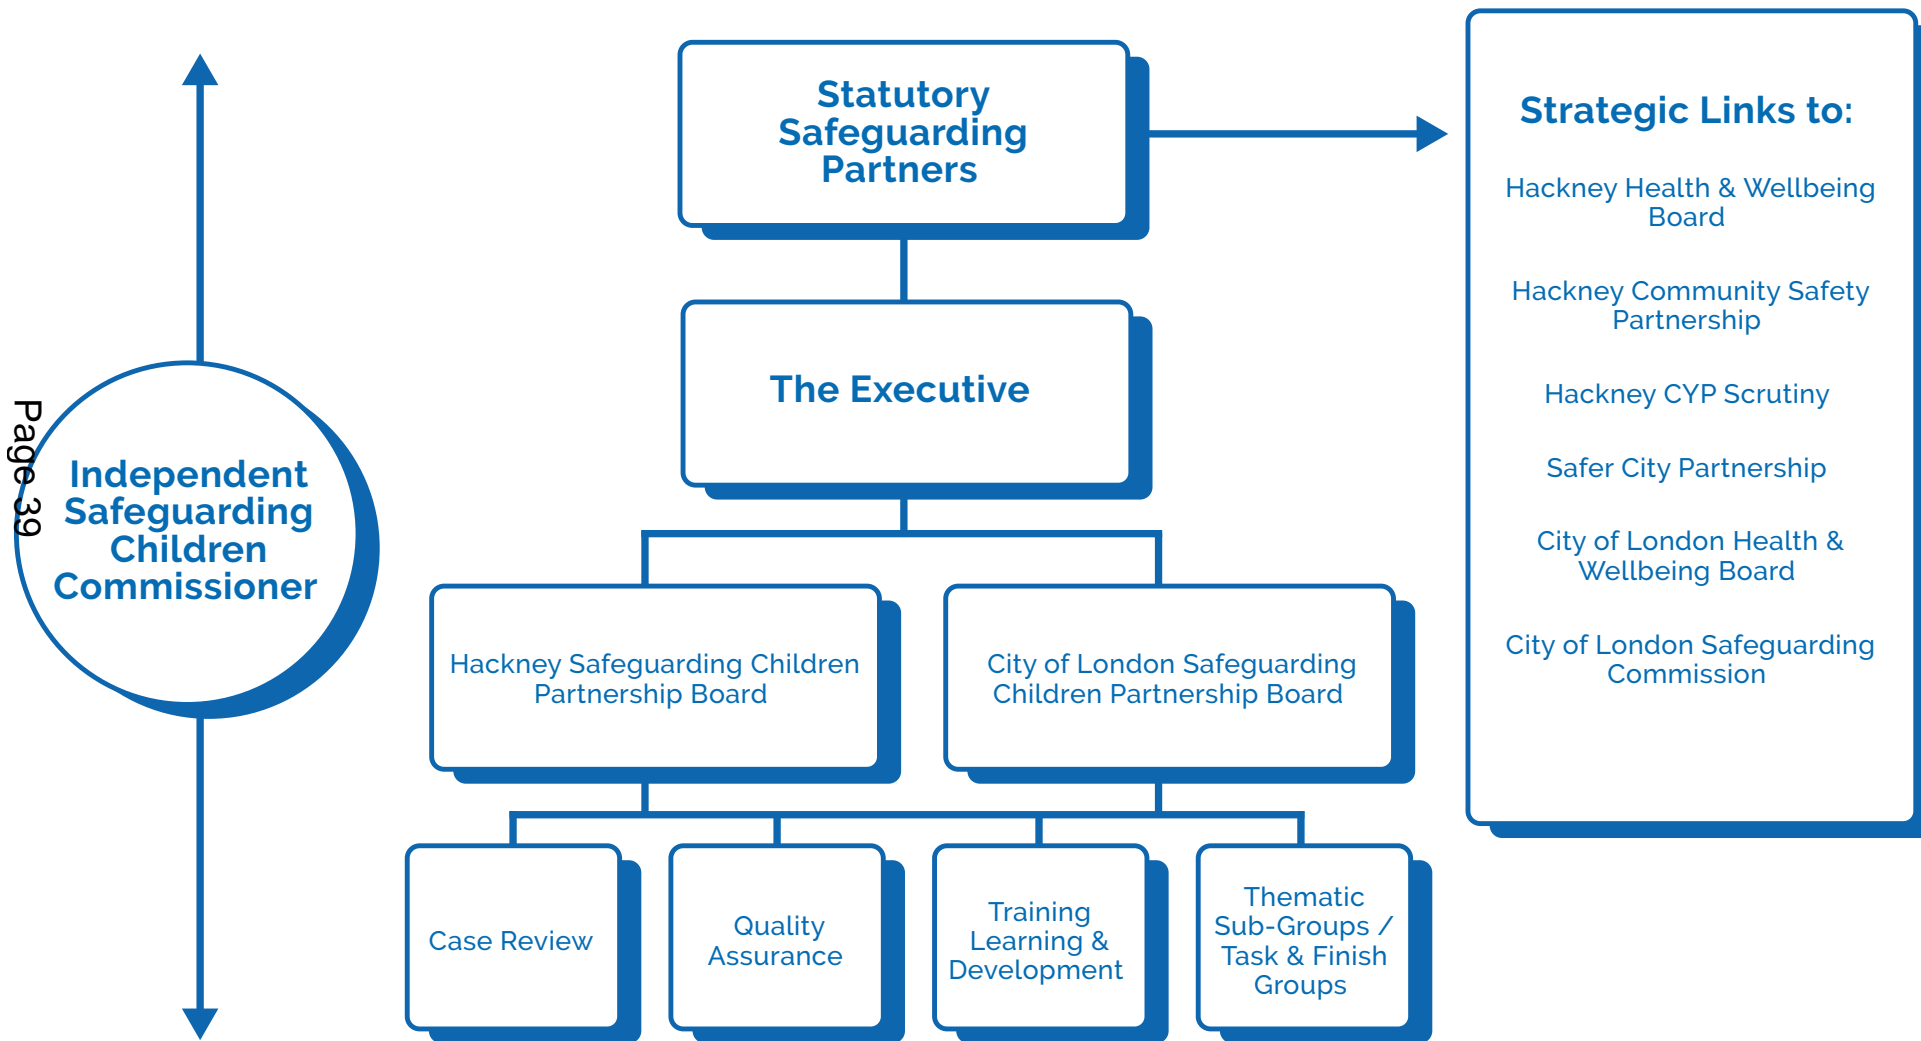 Page 39
Independent
Safeguarding
Children
Commissioner
Statutory
Safeguarding
Partners
The Executive
Hackney Safeguarding Children
Partnership Board
City of London Safeguarding
Children Partnership Board
Case Review
Quality
Assurance
Training
Learning &
Development
Thematic
Sub-Groups /
Task & Finish
Groups
Strategic Links to:
Hackney Health & Wellbeing
Board
Hackney Community Safety
Partnership
Hackney CYP Scrutiny
Safer City Partnership
City of London Health &
Wellbeing Board
City of London Safeguarding
Commission